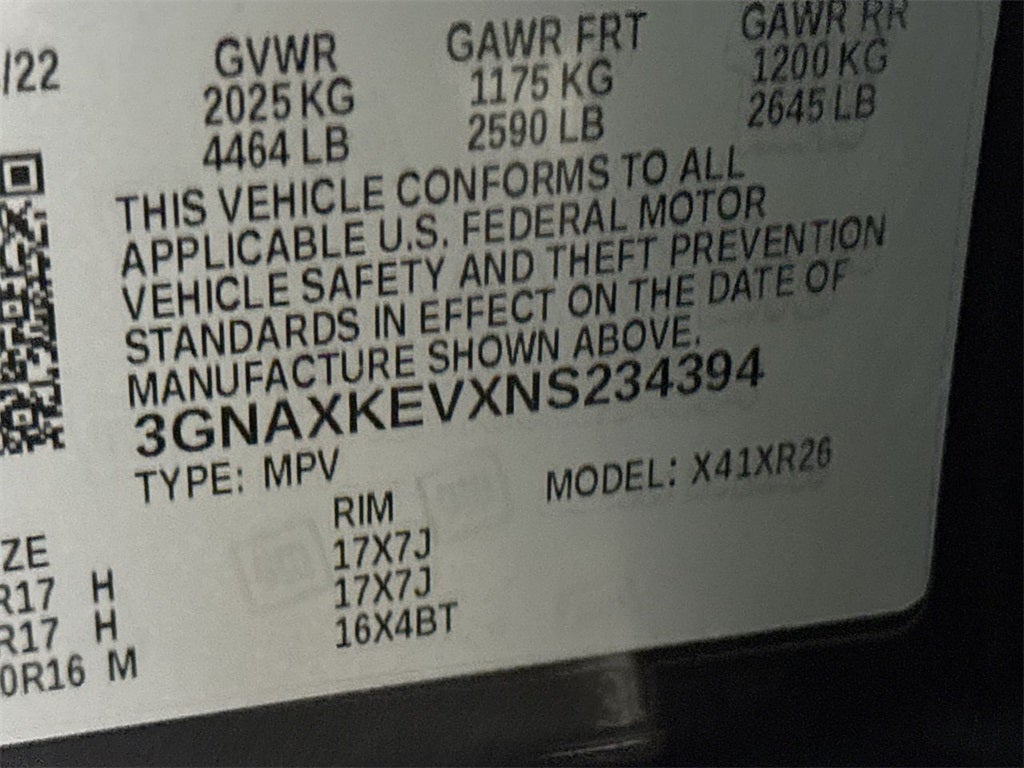 /22 GVWR GAWR FRT GAWR RR
2025 KG 1175 KG 1200 KG
4464 LB 2590 LB 2645 LB
THIS VEHICLE CONFORMS TO ALL
APPLICABLE U.S. FEDERAL MOTOR
VEHICLE SAFETY AND THEFT PREVENTION
STANDARDS IN EFFECT ON THE DATE OF
MANUFACTURE SHOWN ABOVE.
3GNAXKEVXNS234394
TYPE: MPV MODEL: X41XR26
ZE RIM
R17 H 17X7J
R17 H 17X7J
0R16 M 16X4BT